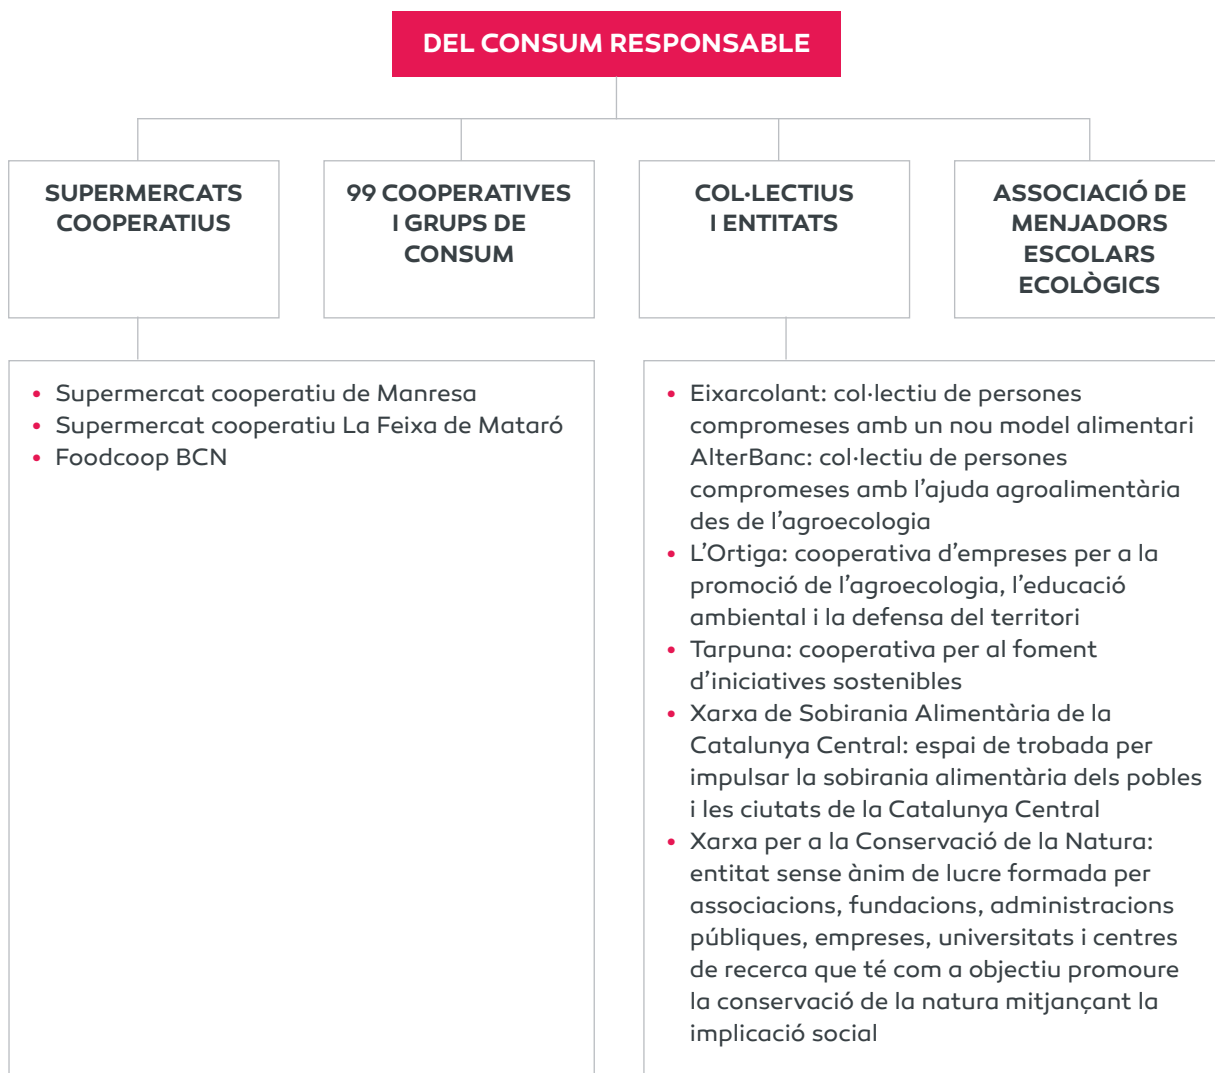 DEL CONSUM RESPONSABLE
SUPERMERCATS
COOPERATIUS
99 COOPERATIVES
I GRUPS DE
CONSUM
COL·LECTIUS
I ENTITATS
ASSOCIACIÓ DE
MENJADORS
ESCOLARS
ECOLÒGICS
• Supermercat cooperatiu de Manresa
• Supermercat cooperatiu La Feixa de Mataró
• Foodcoop BCN
• Eixarcolant: col·lectiu de persones
compromeses amb un nou model alimentari
AlterBanc: col·lectiu de persones
compromeses amb l’ajuda agroalimentària
des de l’agroecologia
• L’Ortiga: cooperativa d’empreses per a la
promoció de l’agroecologia, l’educació
ambiental i la defensa del territori
• Tarpuna: cooperativa per al foment
d’iniciatives sostenibles
• Xarxa de Sobirania Alimentària de la
Catalunya Central: espai de trobada per
impulsar la sobirania alimentària dels pobles
i les ciutats de la Catalunya Central
• Xarxa per a la Conservació de la Natura:
entitat sense ànim de lucre formada per
associacions, fundacions, administracions
públiques, empreses, universitats i centres
de recerca que té com a objectiu promoure
la conservació de la natura mitjançant la
implicació social